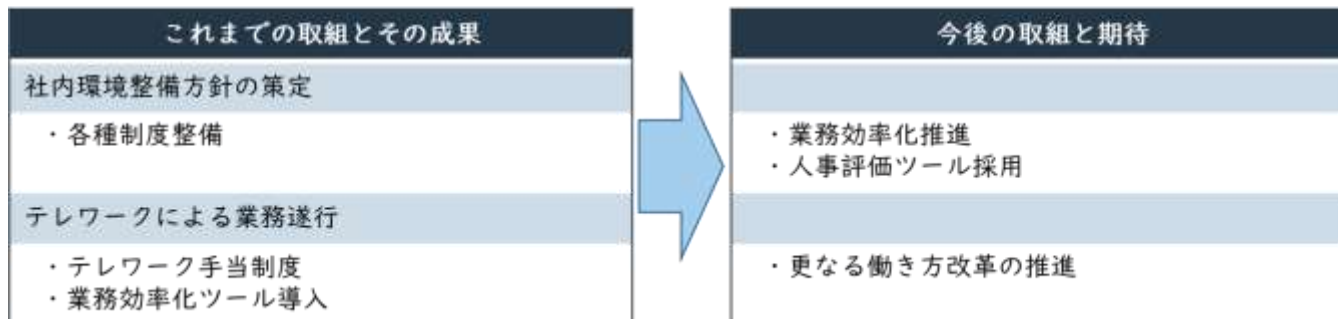 これまでの取組とその成果
社内環境整備方針の策定
・各種制度整備
テレワークによる業務遂行
・テレワーク手当制度
・業務効率化ツール導入
今後の取組と期待
・業務効率化推進
・人事評価ツール採用
・更なる働き方改革の推進